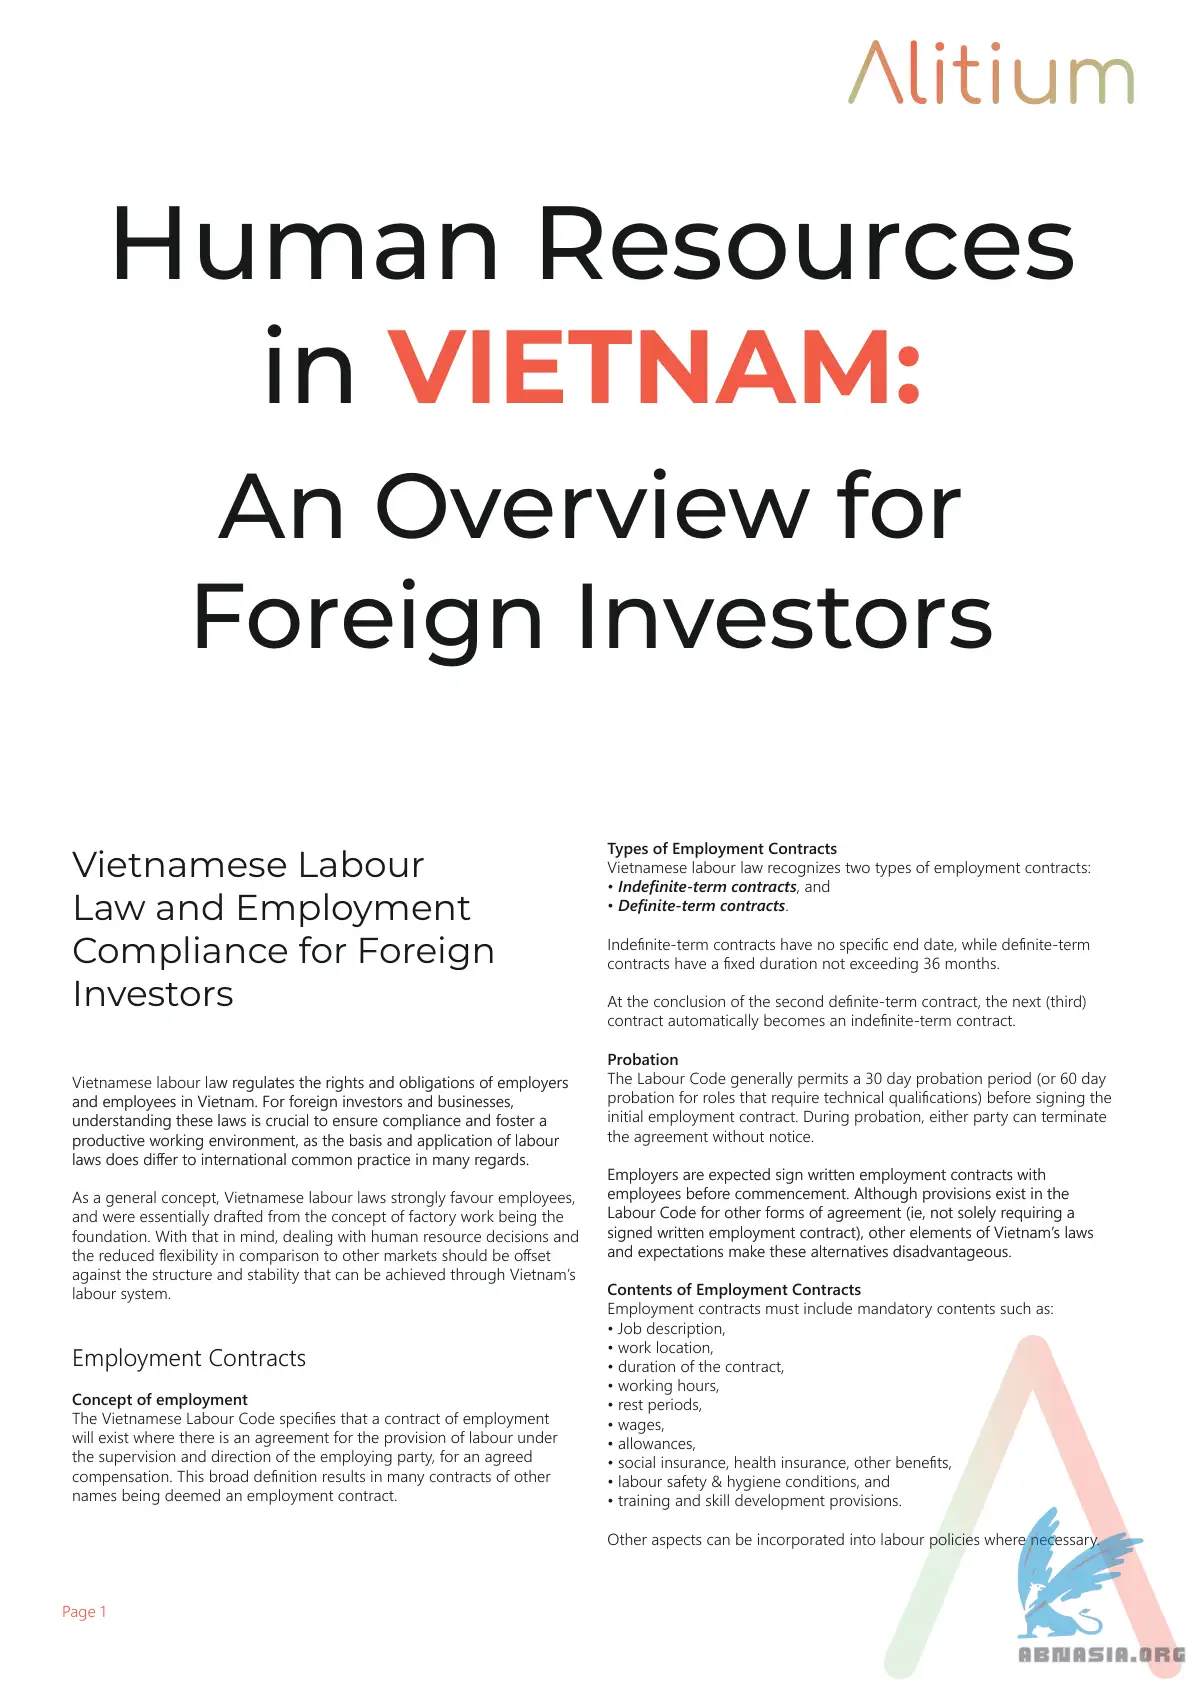 Alitium
Human Resources
in VIETNAM:
An Overview for
Foreign Investors
Vietnamese Labour
Law and Employment
Compliance for Foreign
Investors
Vietnamese labour law regulates the rights and obligations of employers
and employees in Vietnam. For foreign investors and businesses,
understanding these laws is crucial to ensure compliance and foster a
productive working environment, as the basis and application of labour
laws does differ to international common practice in many regards.
As a general concept, Vietnamese labour laws strongly favour employees,
and were essentially drafted from the concept of factory work being the
foundation. With that in mind, dealing with human resource decisions and
the reduced flexibility in comparison to other markets should be offset
against the structure and stability that can be achieved through Vietnam's
labour system.
Employment Contracts
Concept of employment
The Vietnamese Labour Code specifies that a contract of employment
will exist where there is an agreement for the provision of labour under
the supervision and direction of the employing party, for an agreed
compensation. This broad definition results in many contracts of other
names being deemed an employment contract.
Types of Employment Contracts
Vietnamese labour law recognizes two types of employment contracts:
• Indefinite-term contracts, and
• Definite-term contracts.
Indefinite-term contracts have no specific end date, while definite-term
contracts have a fixed duration not exceeding 36 months.
At the conclusion of the second definite-term contract, the next (third)
contract automatically becomes an indefinite-term contract.
Probation
The Labour Code generally permits a 30 day probation period (or 60 day
probation for roles that require technical qualifications) before signing the
initial employment contract. During probation, either party can terminate
the agreement without notice.
Employers are expected sign written employment contracts with
employees before commencement. Although provisions exist in the
Labour Code for other forms of agreement (ie, not solely requiring a
signed written employment contract), other elements of Vietnam's laws
and expectations make these alternatives disadvantageous.
Contents of Employment Contracts
Employment contracts must include mandatory contents such as:
• Job description,
• work location,
• duration of the contract,
• working hours,
• rest periods,
• wages,
• allowances,
• social insurance, health insurance, other benefits,
• labour safety & hygiene conditions, and
• training and skill development provisions.
Other aspects can be incorporated into labour policies where necessary.
Page 1
ABNASIA.ORG